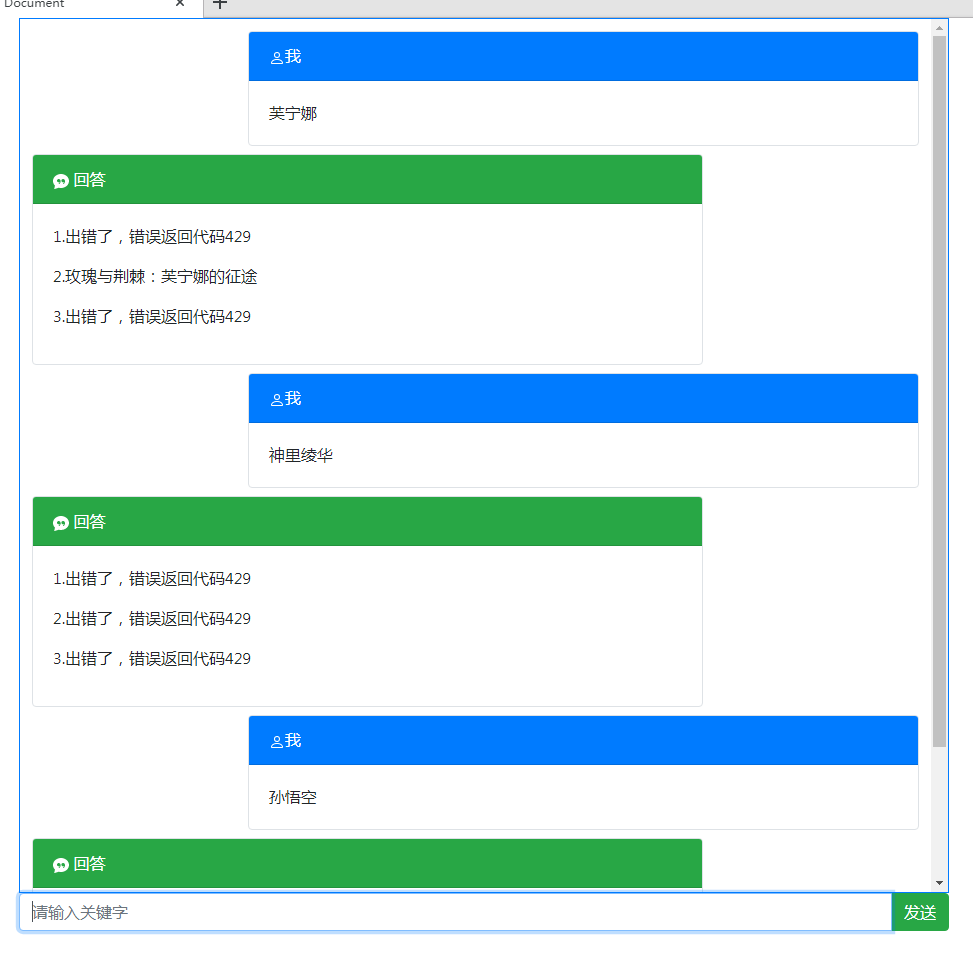 Document
我
芙宁娜
回答
1.出错了，错误返回代码429
2.玫瑰与荆棘：芙宁娜的征途
3.出错了，错误返回代码429
我
神里绫华
回答
1.出错了，错误返回代码429
2.出错了，错误返回代码429
3.出错了，错误返回代码429
我
孙悟空
回答
请输入关键字
发送